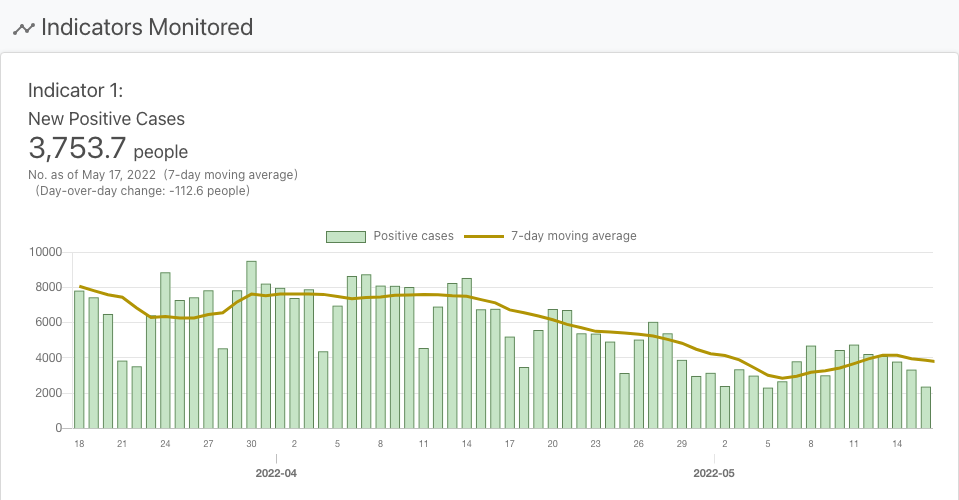 Indicators Monitored
Indicator 1:
New Positive Cases
3,753.7 people
No. as of May 17, 2022 (7-day moving average)
(Day-over-day change: -112.6 people)
Positive cases 7-day moving average
10000
8000
6000
4000
2000
0
18 21 24 27 30 2 5 8 11 14 17 20 23 26 29 2 5 8 11 14
2022-04 2022-05